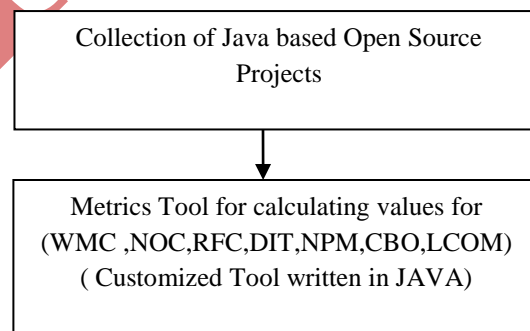 Collection of Java based Open Source
Projects
Metrics Tool for calculating values for
(WMC ,NOC,RFC,DIT,NPM,CBO,LCOM)
( Customized Tool written in JAVA)